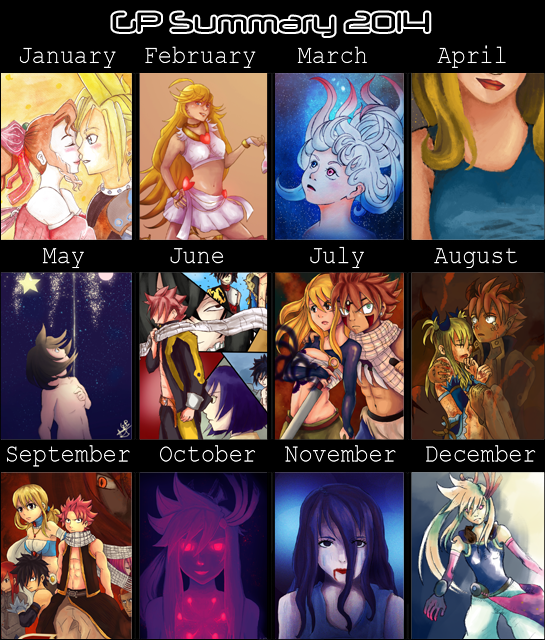 GP Summary 2014
January February March April
May June July August
September October November December